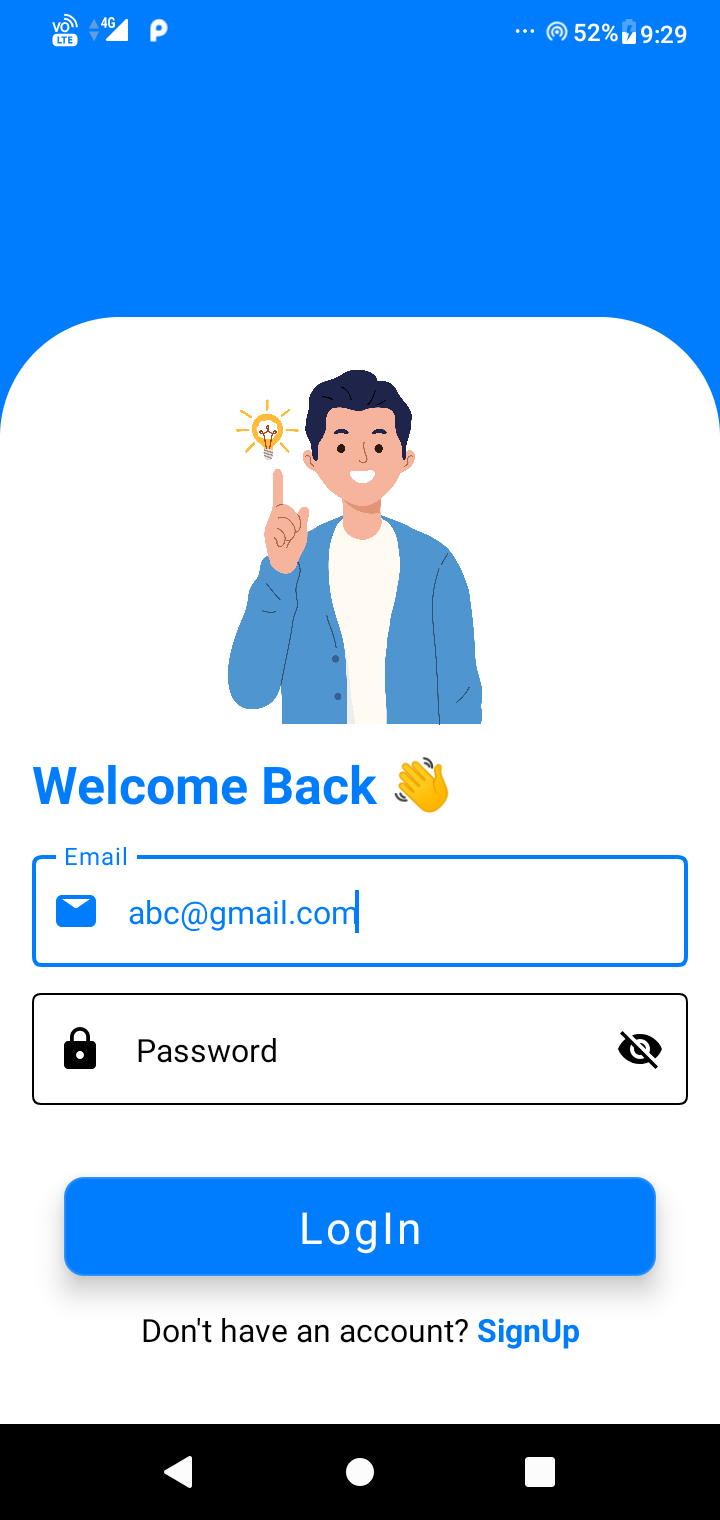 VO LTE 4G 52% 9:29
Welcome Back 👋
Email
abc@gmail.com
Password
LogIn
Don't have an account? SignUp